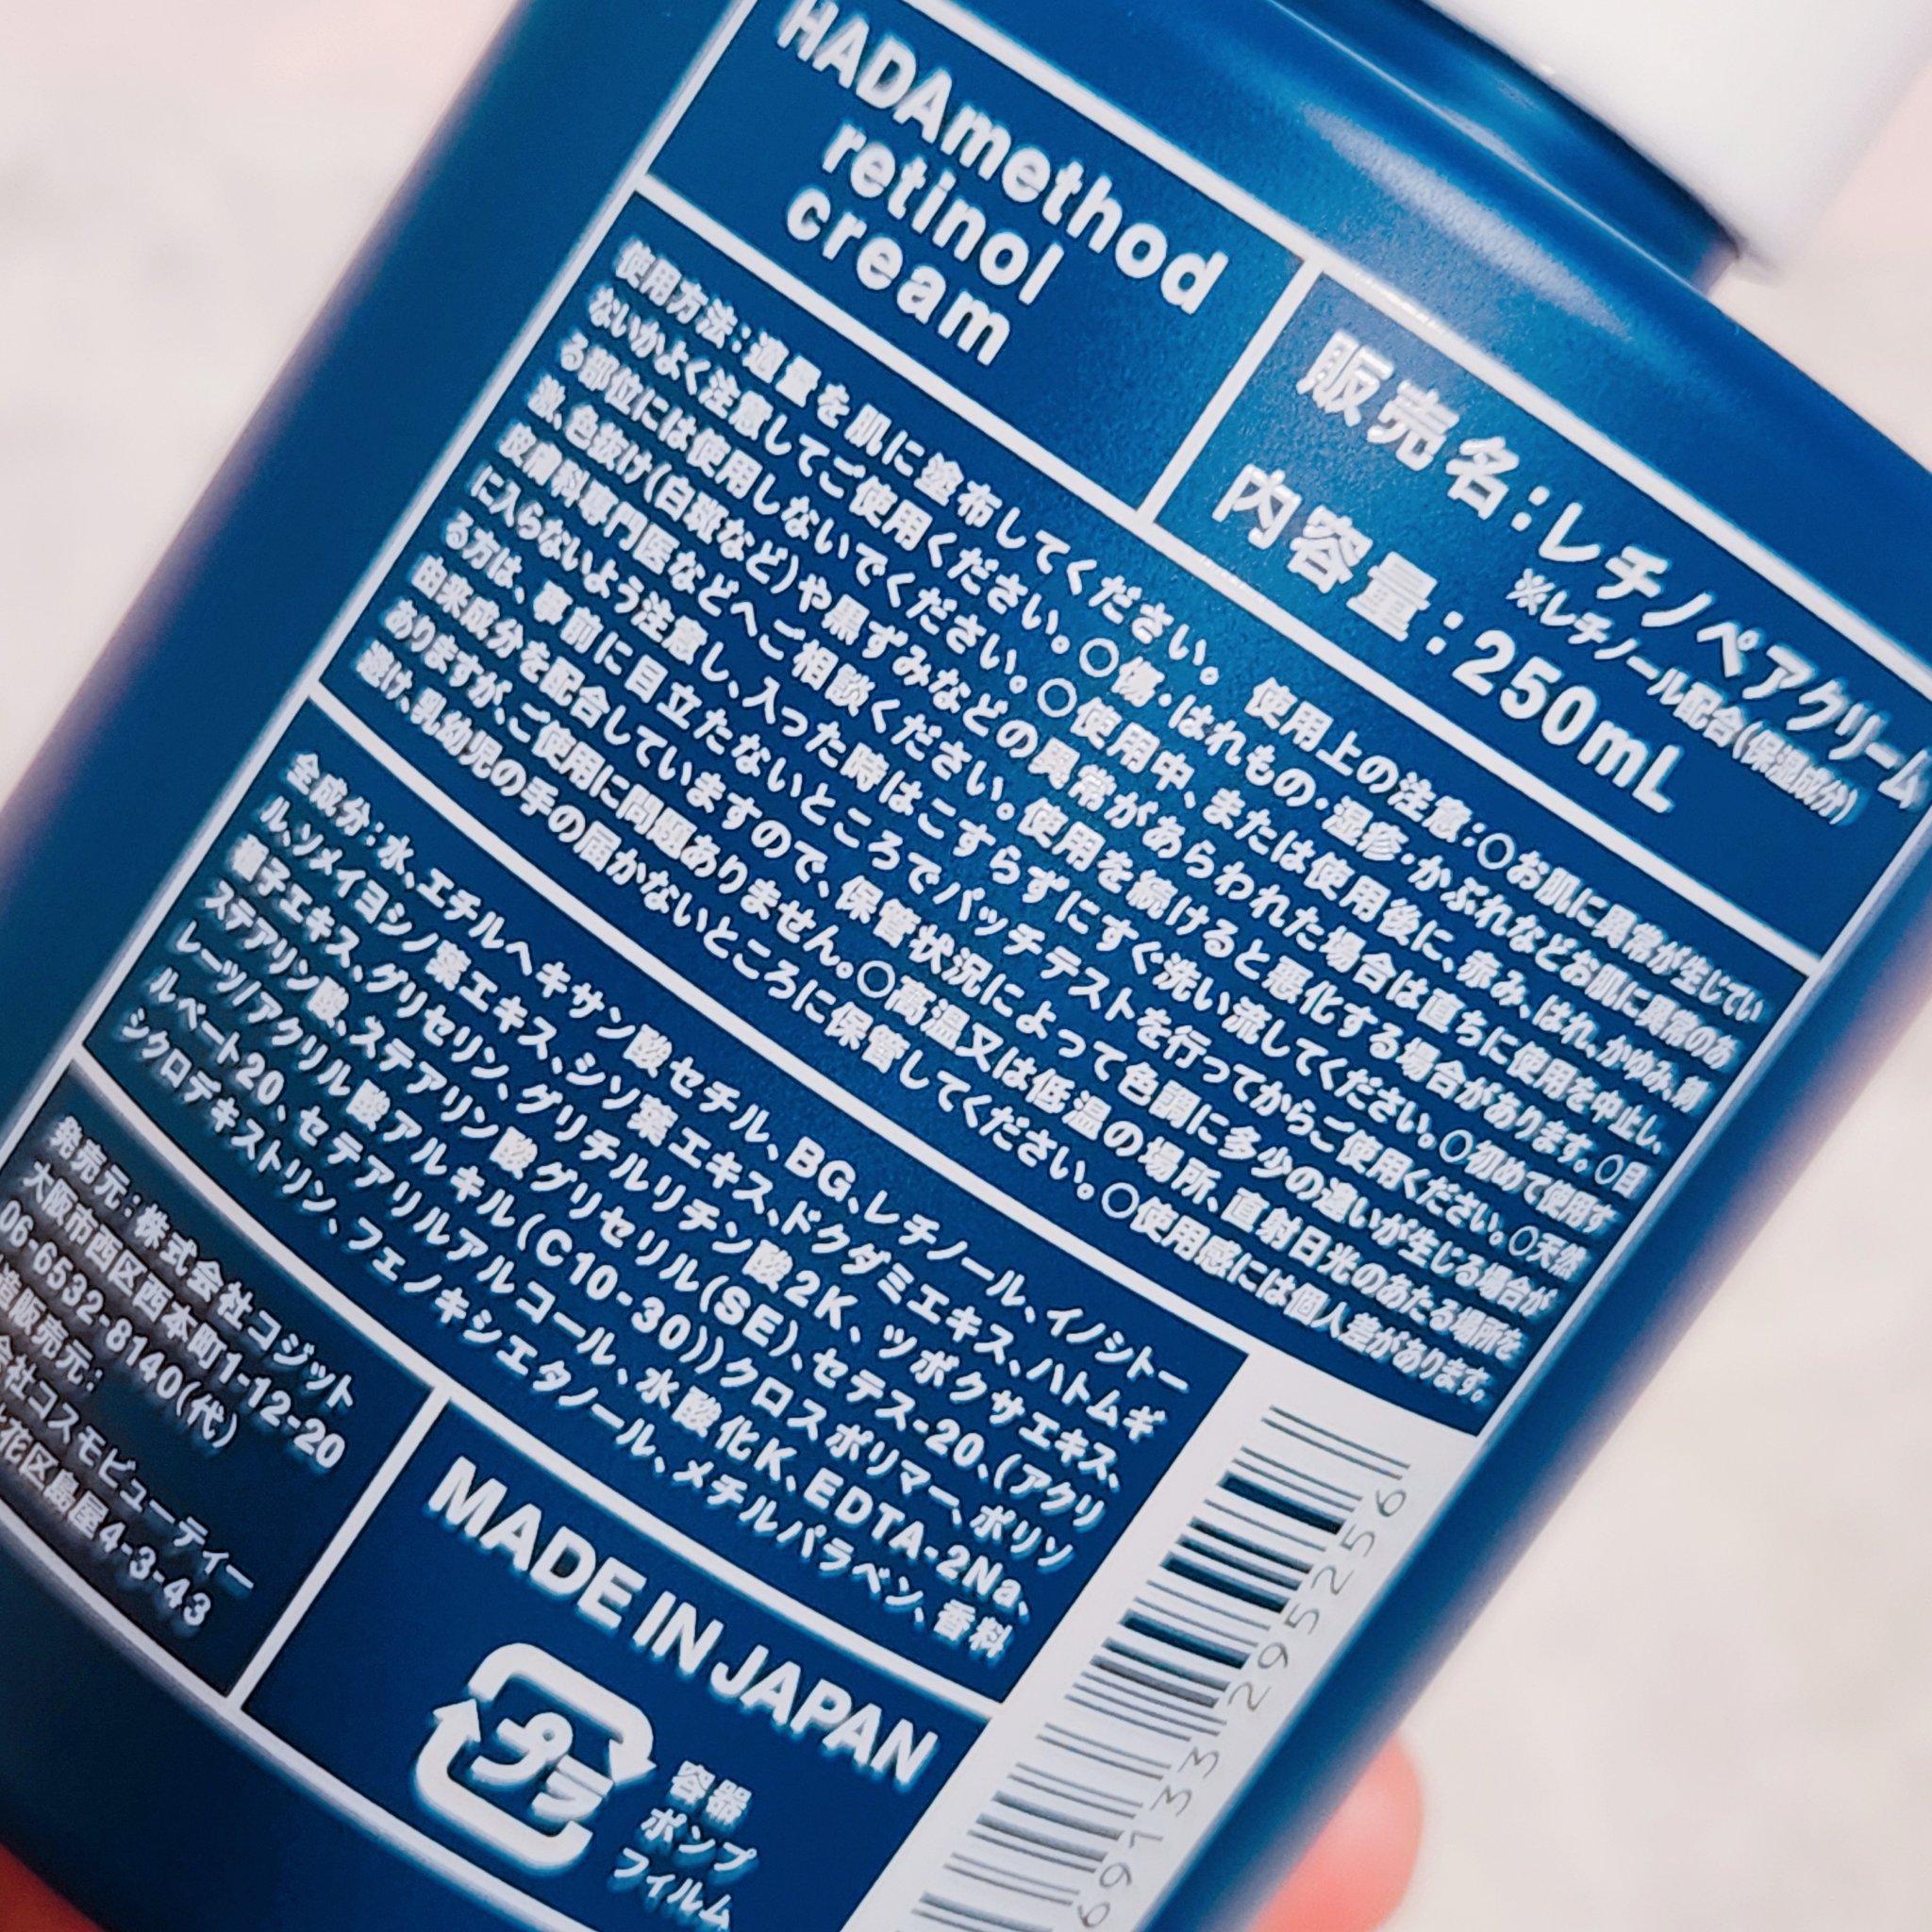 HADAmethod
retinol
cream
販売名:レチノペアクリーム
※レチノール配合(保湿成分)
内容量:250mL
使用方法:適量を肌に塗布してください。 使用上の注意:○お肌に異常が生じてい
ないかよく注意してご使用ください。○傷・はれもの・湿疹・かぶれなどお肌に異常のあ
る部位には使用しないでください。○使用中、または使用後に、赤み、はれ、かゆみ、刺
激、色抜け(白斑など)や黒ずみなどの異常があらわれた場合は直ちに使用を中止し、
皮膚科専門医などへご相談ください。使用を続けると悪化する場合があります。○目
に入らないよう注意し、入った時はこすらずにすぐ洗い流してください。○初めて使用す
る方は、事前に目立たないところでパッチテストを行ってからご使用ください。○天然
由来成分を配合していますので、保管状況によって色調に多少の違いが生じる場合が
ありますが、ご使用に問題ありません。○高温又は低温の場所、直射日光のあたる場所を
避け、乳幼児の手の届かないところに保管してください。○使用感には個人差があります。
全成分:水、エチルヘキサン酸セチル、BG、レチノール、イノシトー
ル、ソメイヨシノ葉エキス、シソ葉エキス、ドクダミエキス、ハトムギ
種子エキス、グリセリン、グリチルリチン酸2K、ツボクサエキス、
ステアリン酸、ステアリン酸グリセリル(SE)、セテス-20、(アクリ
レーツ/アクリル酸アルキル(C10-30))クロスポリマー、ポリソ
ルベート20、セテアリルアルコール、水酸化K、EDTA-2Na、
シクロデキストリン、フェノキシエタノール、メチルパラベン、香料
発売元:株式会社コジット
大阪市西区西本町1-12-20
06-6532-8140(代)
造販売元:
会社コスモビューティー
花区島屋4-3-43
MADE IN JAPAN
プラ
容器
ポンプ
フィルム
69133 295256